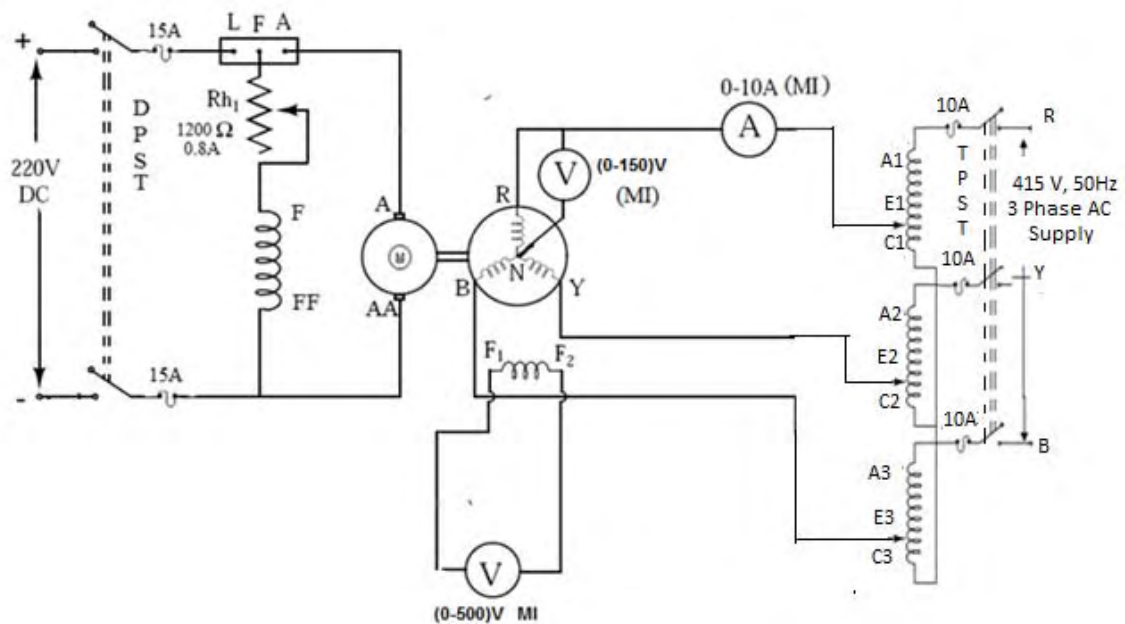 15A
L F A
+
DPST
Rh1
1200 Ω
0.8A
220V
DC
F
FF
-
15A
A
M
AA
R
N
B
Y
V
(0-150)V
(MI)
0-10A (MI)
A
F1
F2
V
(0-500)V MI
10A
R
A1
E1
C1
TPST
415 V, 50Hz
3 Phase AC
Supply
10A
Y
A2
E2
C2
10A
B
A3
E3
C3